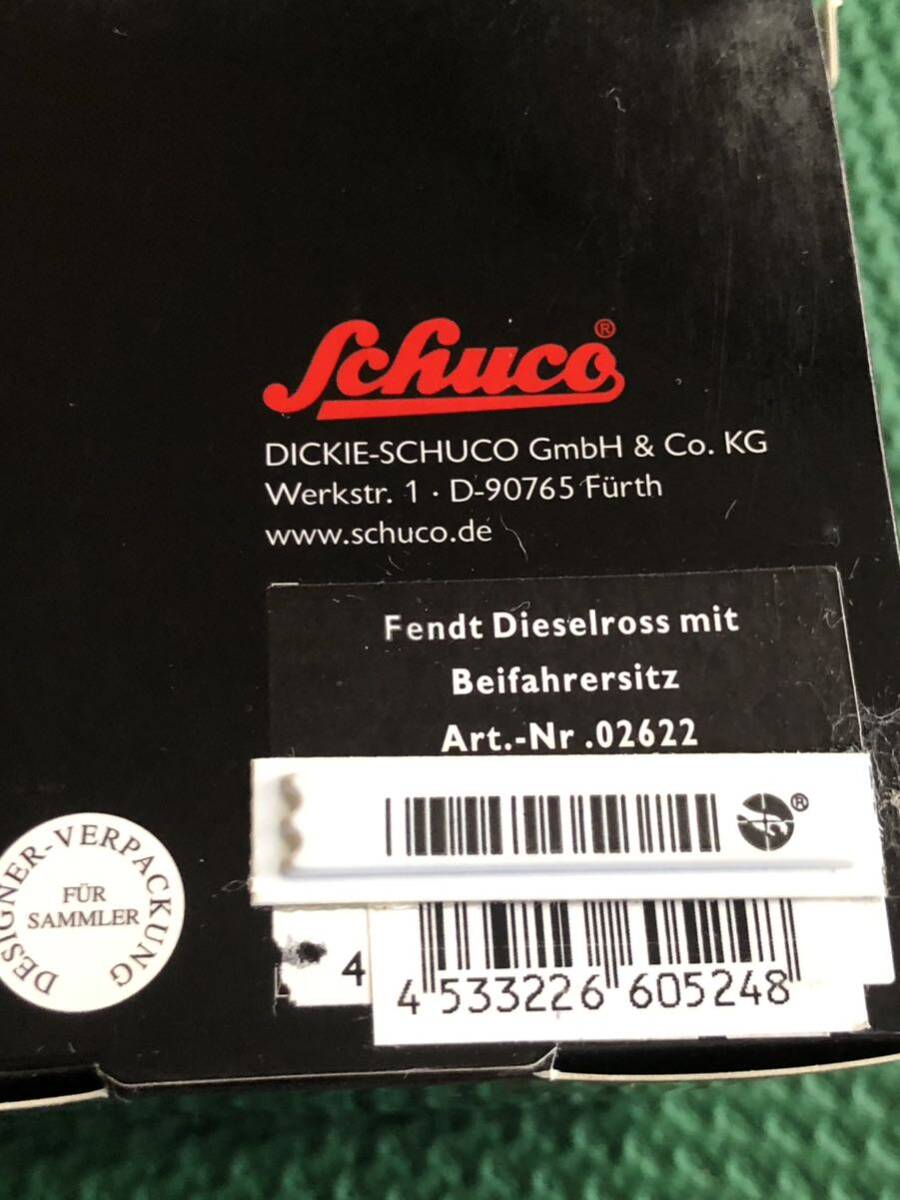 Schuco®
DICKIE-SCHUCO GmbH & Co. KG
Werkstr. 1 · D-90765 Fürth
www.schuco.de
Fendt Dieselross mit
Beifahrersitz
Art.-Nr .02622
®
DESIGNER-VERPACKUNG
FÜR
SAMMLER
4
4 533226 605248